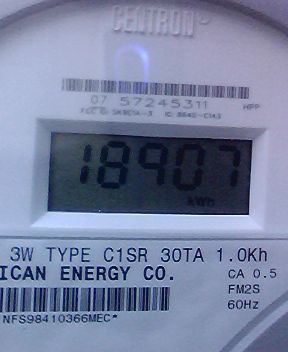 CENTRON
07 57245311 HPP
18907
kWh
3W TYPE C1SR 30TA 1.0Kh
ICAN ENERGY CO. CA 0.5
FM2S
60Hz
NFS98410366MEC*